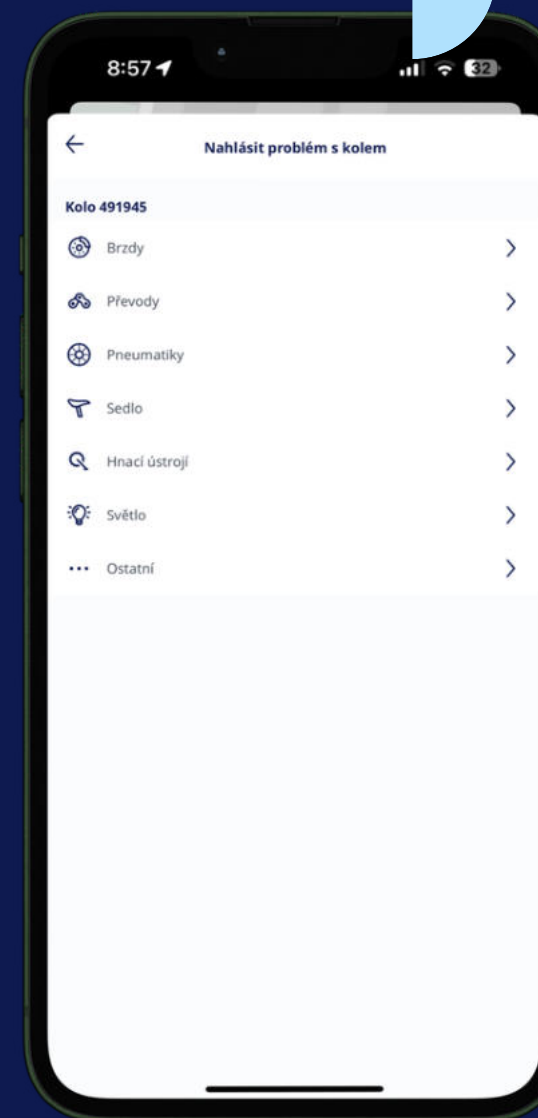 8:57
32
Nahlásit problém s kolem
Kolo 491945
Brzdy
Převody
Pneumatiky
Sedlo
Hnací ústrojí
Světlo
Ostatní